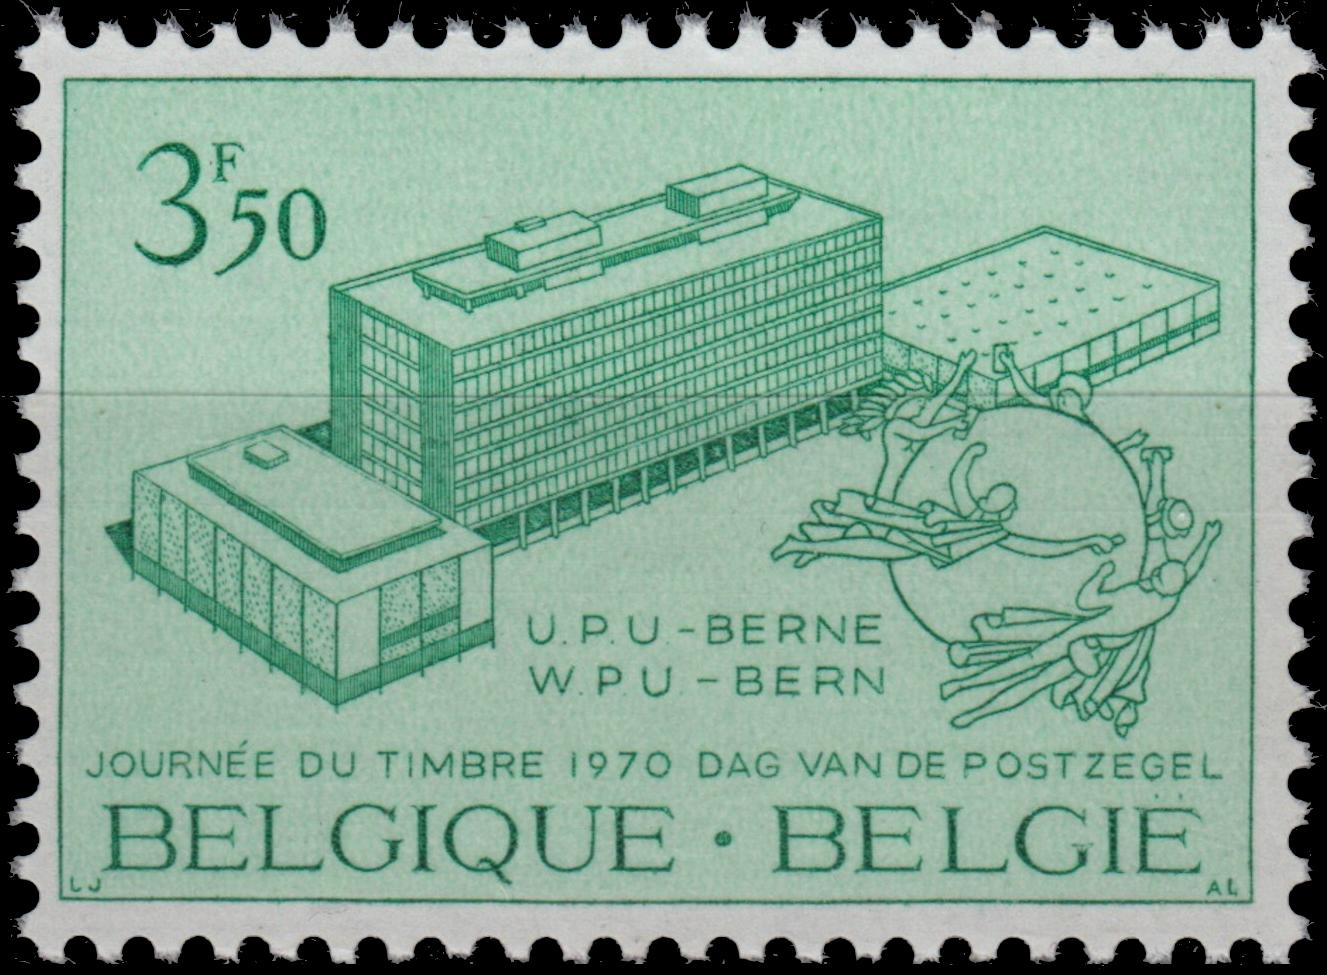 3F50
U.P.U.-BERNE
W.P.U.-BERN
JOURNÉE DU TIMBRE 1970 DAG VAN DE POSTZEGEL
BELGIQUE · BELGIË
LJ AL